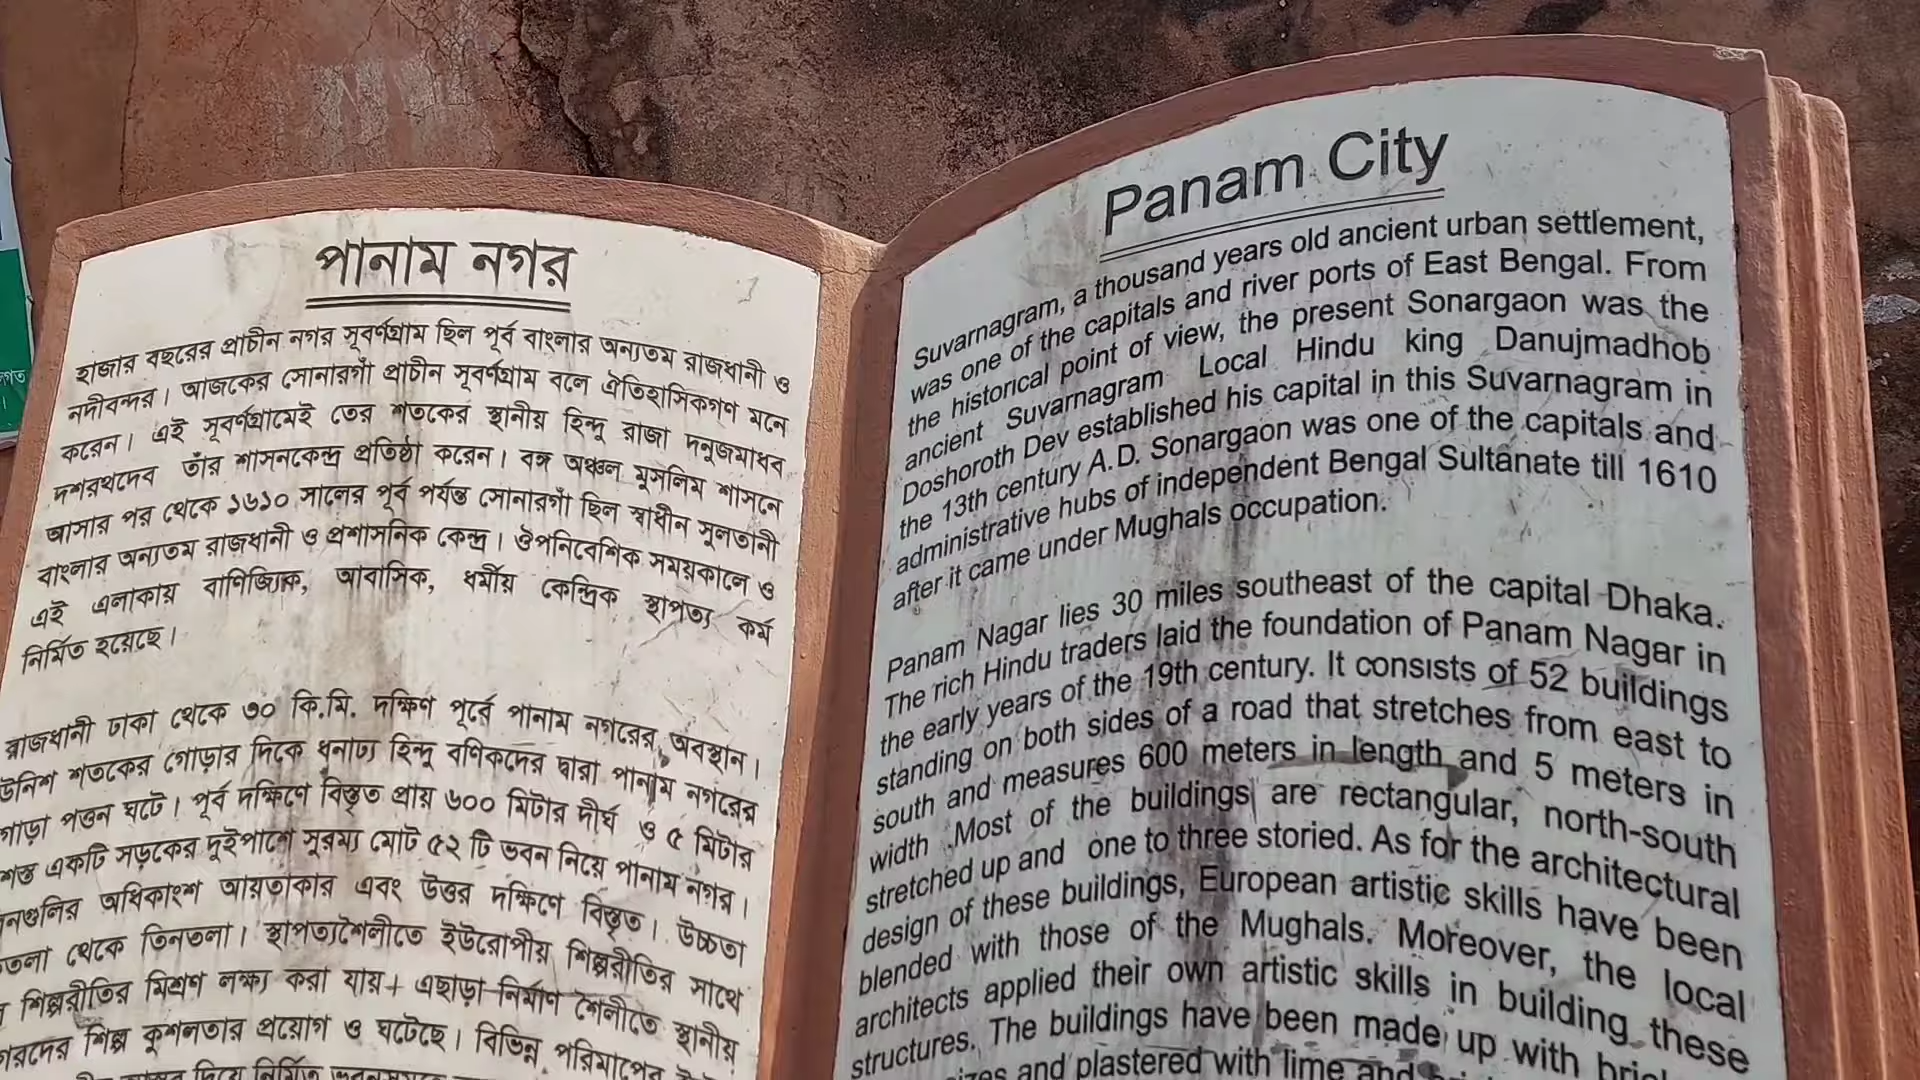 পানাম নগর
হাজার বছরের প্রাচীন নগর সূবর্ণগ্রাম ছিল পূর্ব বাংলার অন্যতম রাজধানী ও
নদীবন্দর। আজকের সোনারগাঁ প্রাচীন সূবর্ণগ্রাম বলে ঐতিহাসিকগণ মনে
করেন। এই সূবর্ণগ্রামেই তের শতকের স্থানীয় হিন্দু রাজা দনুজমাধব
দশরথদেব তাঁর শাসনকেন্দ্র প্রতিষ্ঠা করেন। বঙ্গ অঞ্চল মুসলিম শাসনে
আসার পর থেকে ১৬১০ সালের পূর্ব পর্যন্ত সোনারগাঁ ছিল স্বাধীন সুলতানী
বাংলার অন্যতম রাজধানী ও প্রশাসনিক কেন্দ্র। ঔপনিবেশিক সময়কালে ও
এই এলাকায় বাণিজ্যিক, আবাসিক, ধর্মীয় কেন্দ্রিক স্থাপত্য কর্ম
নির্মিত হয়েছে।
রাজধানী ঢাকা থেকে ৩০ কি.মি. দক্ষিণ পূর্বে পানাম নগরের অবস্থান।
উনিশ শতকের গোড়ার দিকে ধনাঢ্য হিন্দু বণিকদের দ্বারা পানাম নগরের
গোড়া পত্তন ঘটে। পূর্ব দক্ষিণে বিস্তৃত প্রায় ৬০০ মিটার দীর্ঘ ও ৫ মিটার
একটি সড়কের দুইপাশে সুরম্য মোট ৫২ টি ভবন নিয়ে পানাম নগর।
অধিকাংশ আয়তাকার এবং উত্তর দক্ষিণে বিস্তৃত। উচ্চতা
থেকে তিনতলা। স্থাপত্যশৈলীতে ইউরোপীয় শিল্পরীতির সাথে
শিল্পরীতির মিশ্রণ লক্ষ্য করা যায়। এছাড়া নির্মাণ শৈলীতে স্থানীয়
শিল্প কুশলতার প্রয়োগ ও ঘটেছে। বিভিন্ন পরিমাপের
দিয়ে নির্মিত
Panam City
Suvarnagram, a thousand years old ancient urban settlement,
was one of the capitals and river ports of East Bengal. From
the historical point of view, the present Sonargaon was the
ancient Suvarnagram Local Hindu king Danujmadhob
Doshoroth Dev established his capital in this Suvarnagram in
the 13th century A.D. Sonargaon was one of the capitals and
administrative hubs of independent Bengal Sultanate till 1610
after it came under Mughals occupation.
Panam Nagar lies 30 miles southeast of the capital Dhaka.
The rich Hindu traders laid the foundation of Panam Nagar in
the early years of the 19th century. It consists of 52 buildings
standing on both sides of a road that stretches from east to
south and measures 600 meters in length and 5 meters in
width .Most of the buildings are rectangular, north-south
stretched up and one to three storied. As for the architectural
design of these buildings, European artistic skills have been
blended with those of the Mughals. Moreover, the local
architects applied their own artistic skills in building these
structures. The buildings have been made up with
and plastered with lime and